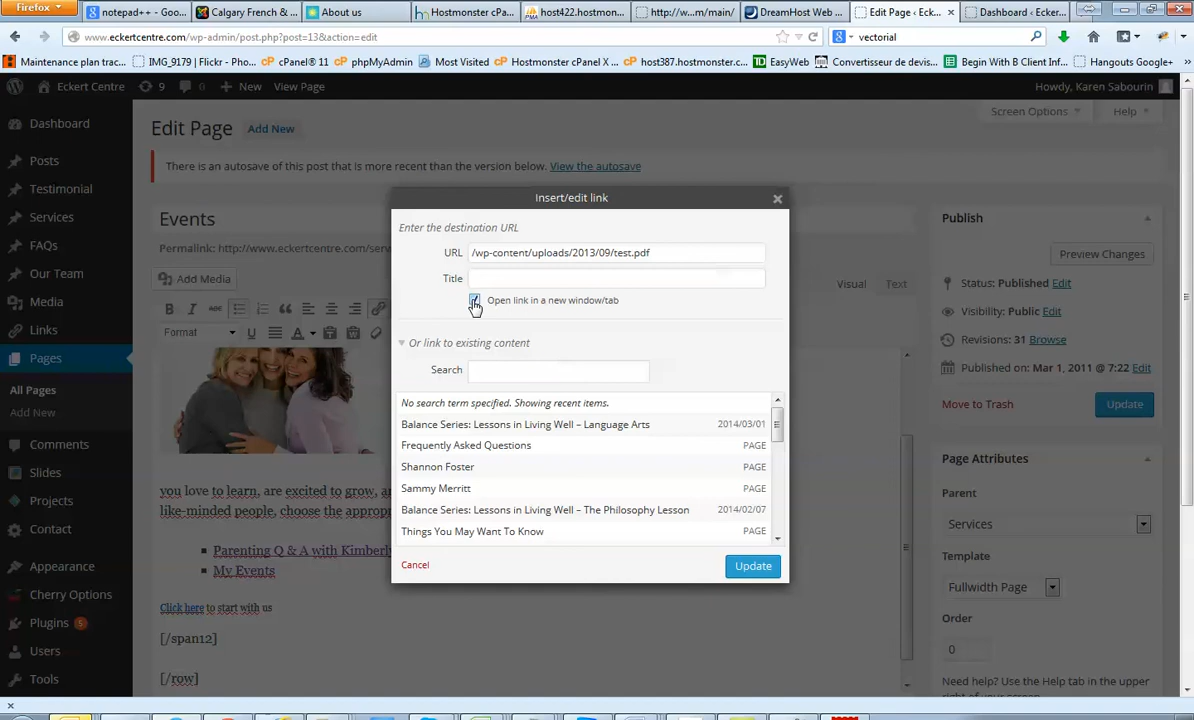 Firefox
notepad++ - Goo...
Calgary French & ...
About us
Hostmonster cPa...
host422.hostmon...
http://w...m/main/
DreamHost Web ...
Edit Page ‹ Ecke...
Dashboard ‹ Ecker...
www.eckertcentre.com/wp-admin/post.php?post=13&action=edit
vectorial
Maintenance plan trac...
IMG_9179 | Flickr - Pho...
cPanel® 11
phpMyAdmin
Most Visited
Hostmonster cPanel X ...
host387.hostmonster.c...
EasyWeb
Convertisseur de devis...
Begin With B Client Inf...
Hangouts Google+
Eckert Centre
9
0
New
View Page
Howdy, Karen Sabourin
Dashboard
Posts
Testimonial
Services
FAQs
Our Team
Media
Links
Pages
All Pages
Add New
Comments
Slides
Projects
Contact
Appearance
Cherry Options
Plugins 5
Users
Tools
Edit Page
Add New
Screen Options
Help
There is an autosave of this post that is more recent than the version below. View the autosave
Events
Permalink: http://www.eckertcentre.com/serv
Add Media
Visual
Text
B
I
ABC
Format
U
A
you love to learn, are excited to grow, a
like-minded people, choose the appropr
Parenting Q & A with Kimberly
My Events
Click here to start with us
[/span12]
[/row]
Insert/edit link
Enter the destination URL
URL
/wp-content/uploads/2013/09/test.pdf
Title
Open link in a new window/tab
Or link to existing content
Search
No search term specified. Showing recent items.
Balance Series: Lessons in Living Well – Language Arts 2014/03/01
Frequently Asked Questions PAGE
Shannon Foster PAGE
Sammy Merritt PAGE
Balance Series: Lessons in Living Well – The Philosophy Lesson 2014/02/07
Things You May Want To Know PAGE
Cancel
Update
Publish
Preview Changes
Status: Published Edit
Visibility: Public Edit
Revisions: 31 Browse
Published on: Mar 1, 2011 @ 7:22 Edit
Move to Trash
Update
Page Attributes
Parent
Services
Template
Fullwidth Page
Order
0
Need help? Use the Help tab in the upper